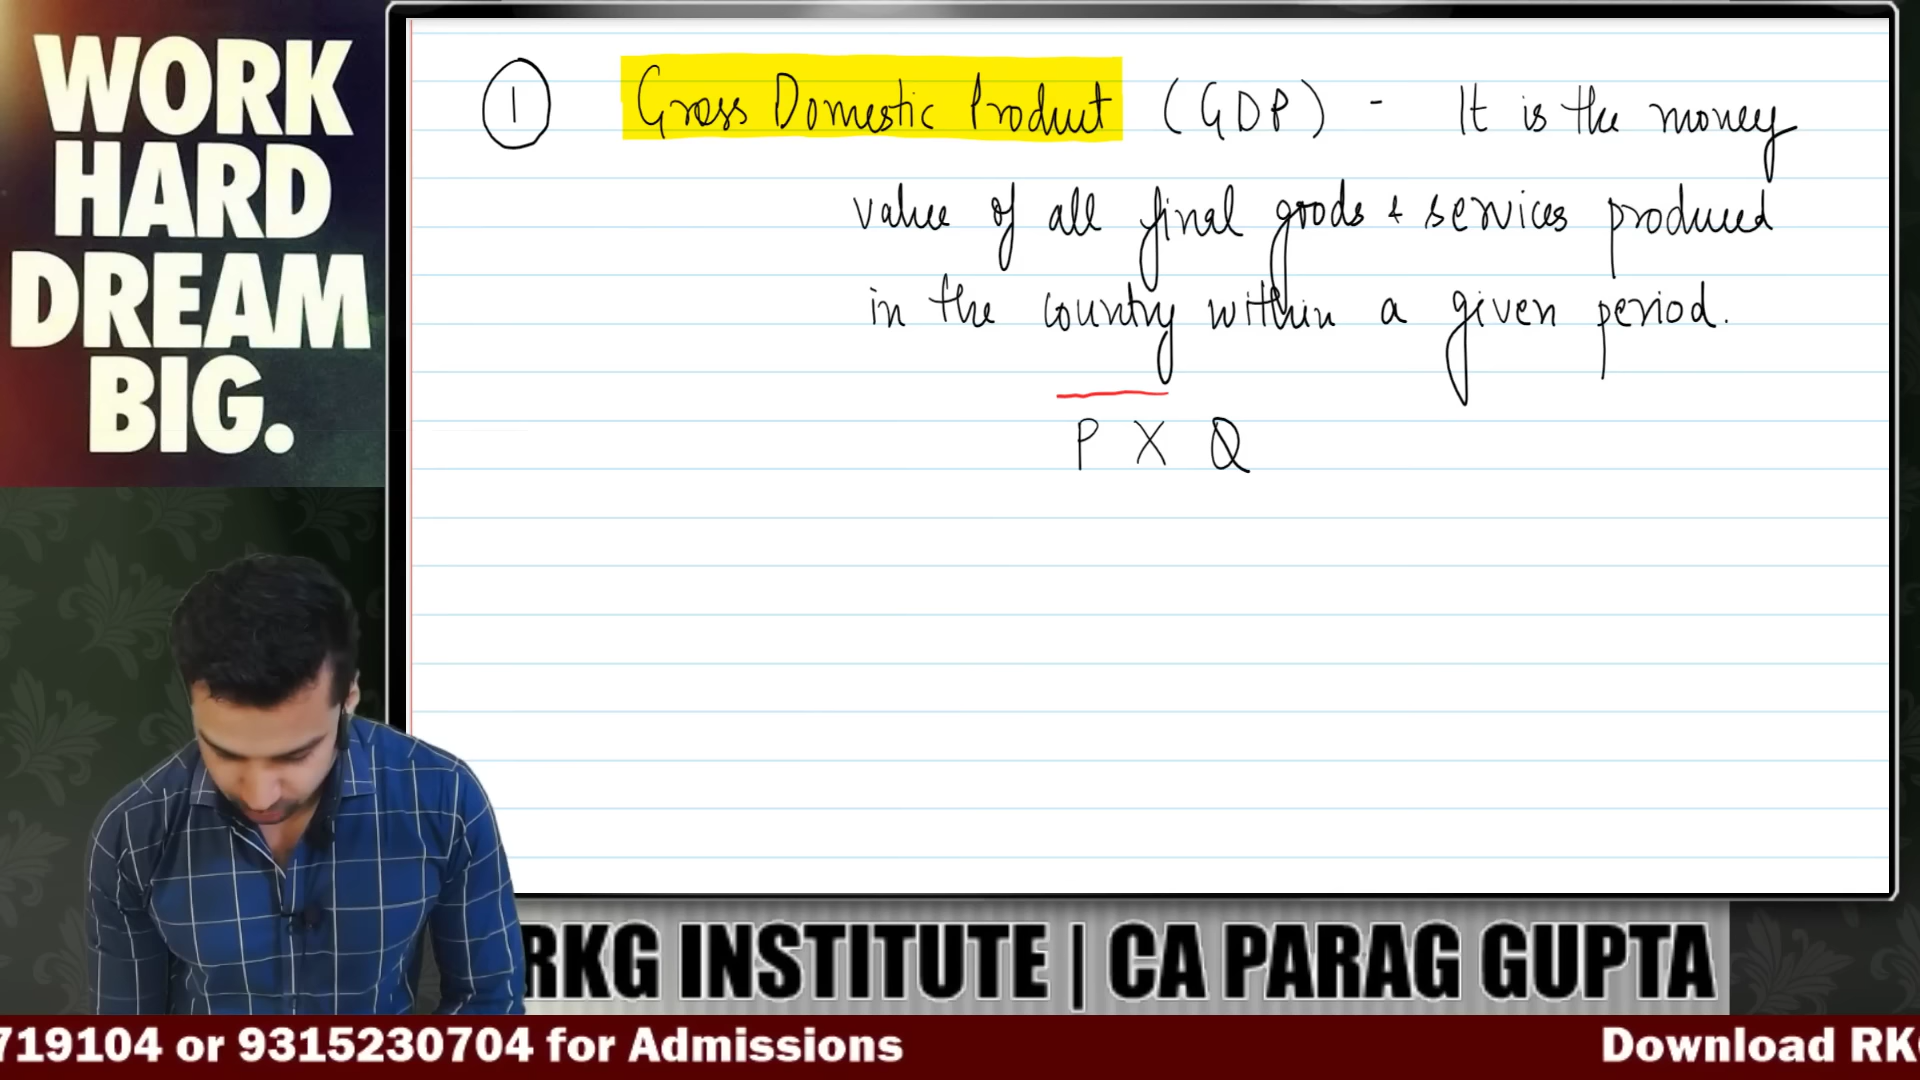 WORK
HARD
DREAM
BIG.
1 Gross Domestic Product (GDP) - It is the money
value of all final goods & services produced
in the country within a given period.
P X Q
RKG INSTITUTE | CA PARAG GUPTA
719104 or 9315230704 for Admissions
Download RK